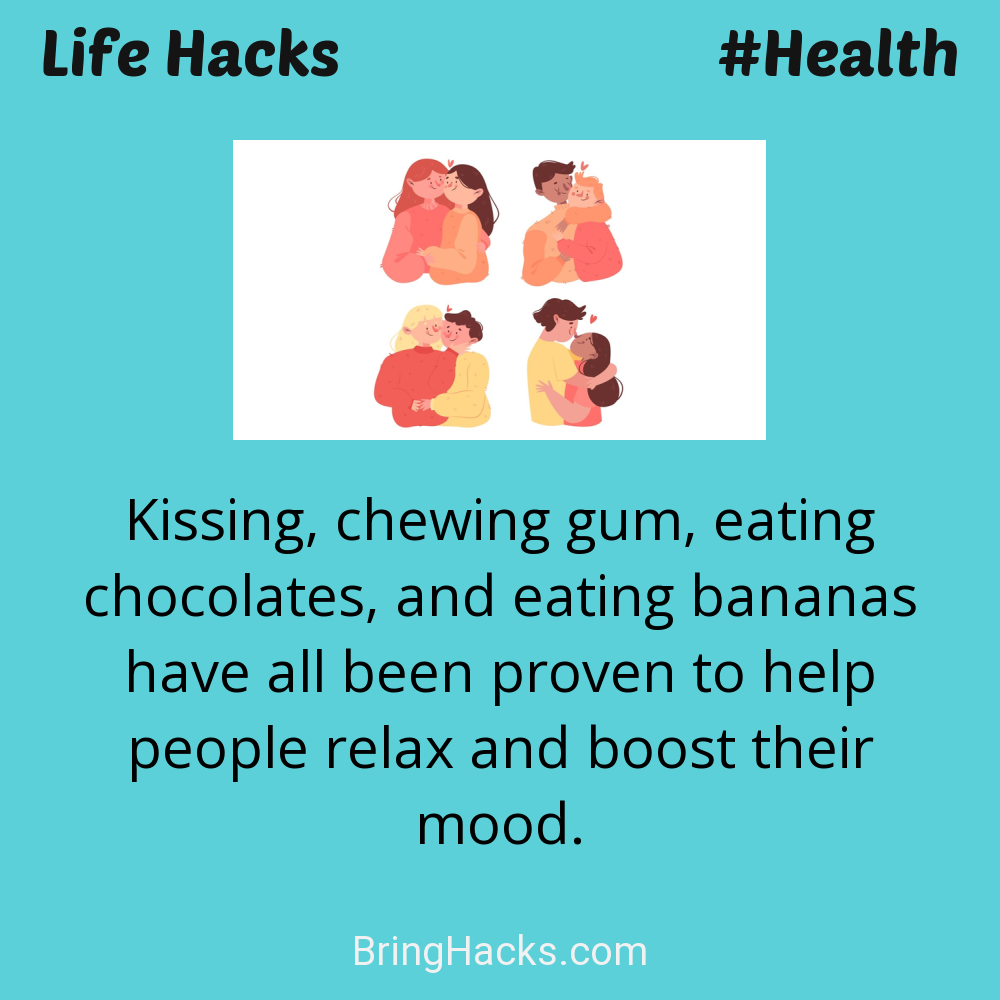 Life Hacks
#Health
Kissing, chewing gum, eating
chocolates, and eating bananas
have all been proven to help
people relax and boost their
mood.
BringHacks.com